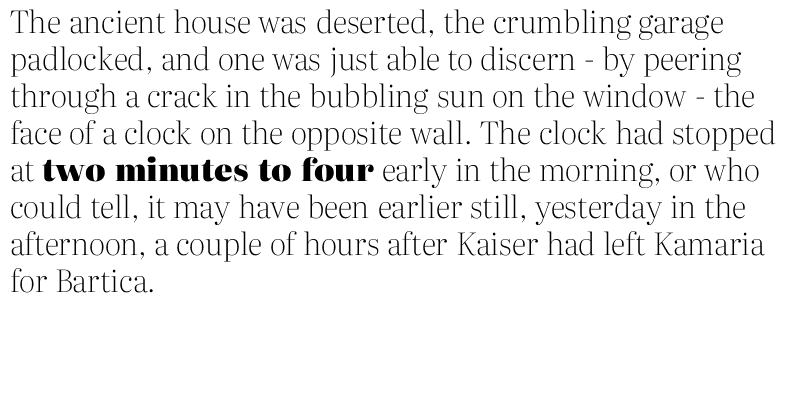 The ancient house was deserted, the crumbling garage
padlocked, and one was just able to discern - by peering
through a crack in the bubbling sun on the window - the
face of a clock on the opposite wall. The clock had stopped
at two minutes to four early in the morning, or who
could tell, it may have been earlier still, yesterday in the
afternoon, a couple of hours after Kaiser had left Kamaria
for Bartica.